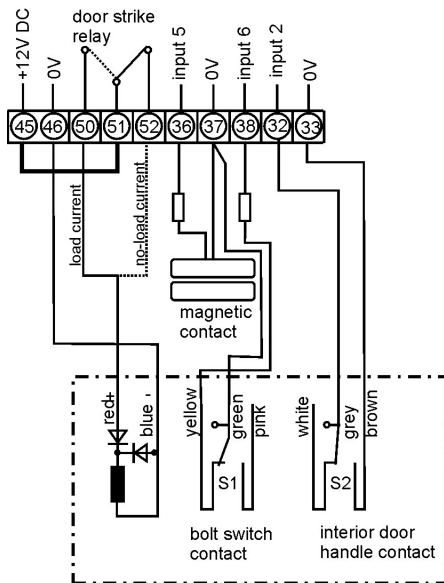 door strike
relay
+12V DC
0V
input 5
0V
input 6
input 2
0V
45
46
50
51
52
36
37
38
32
33
load current
no-load current
magnetic
contact
red+
blue -
yellow
green
pink
white
grey
brown
S1
S2
bolt switch
contact
interior door
handle contact